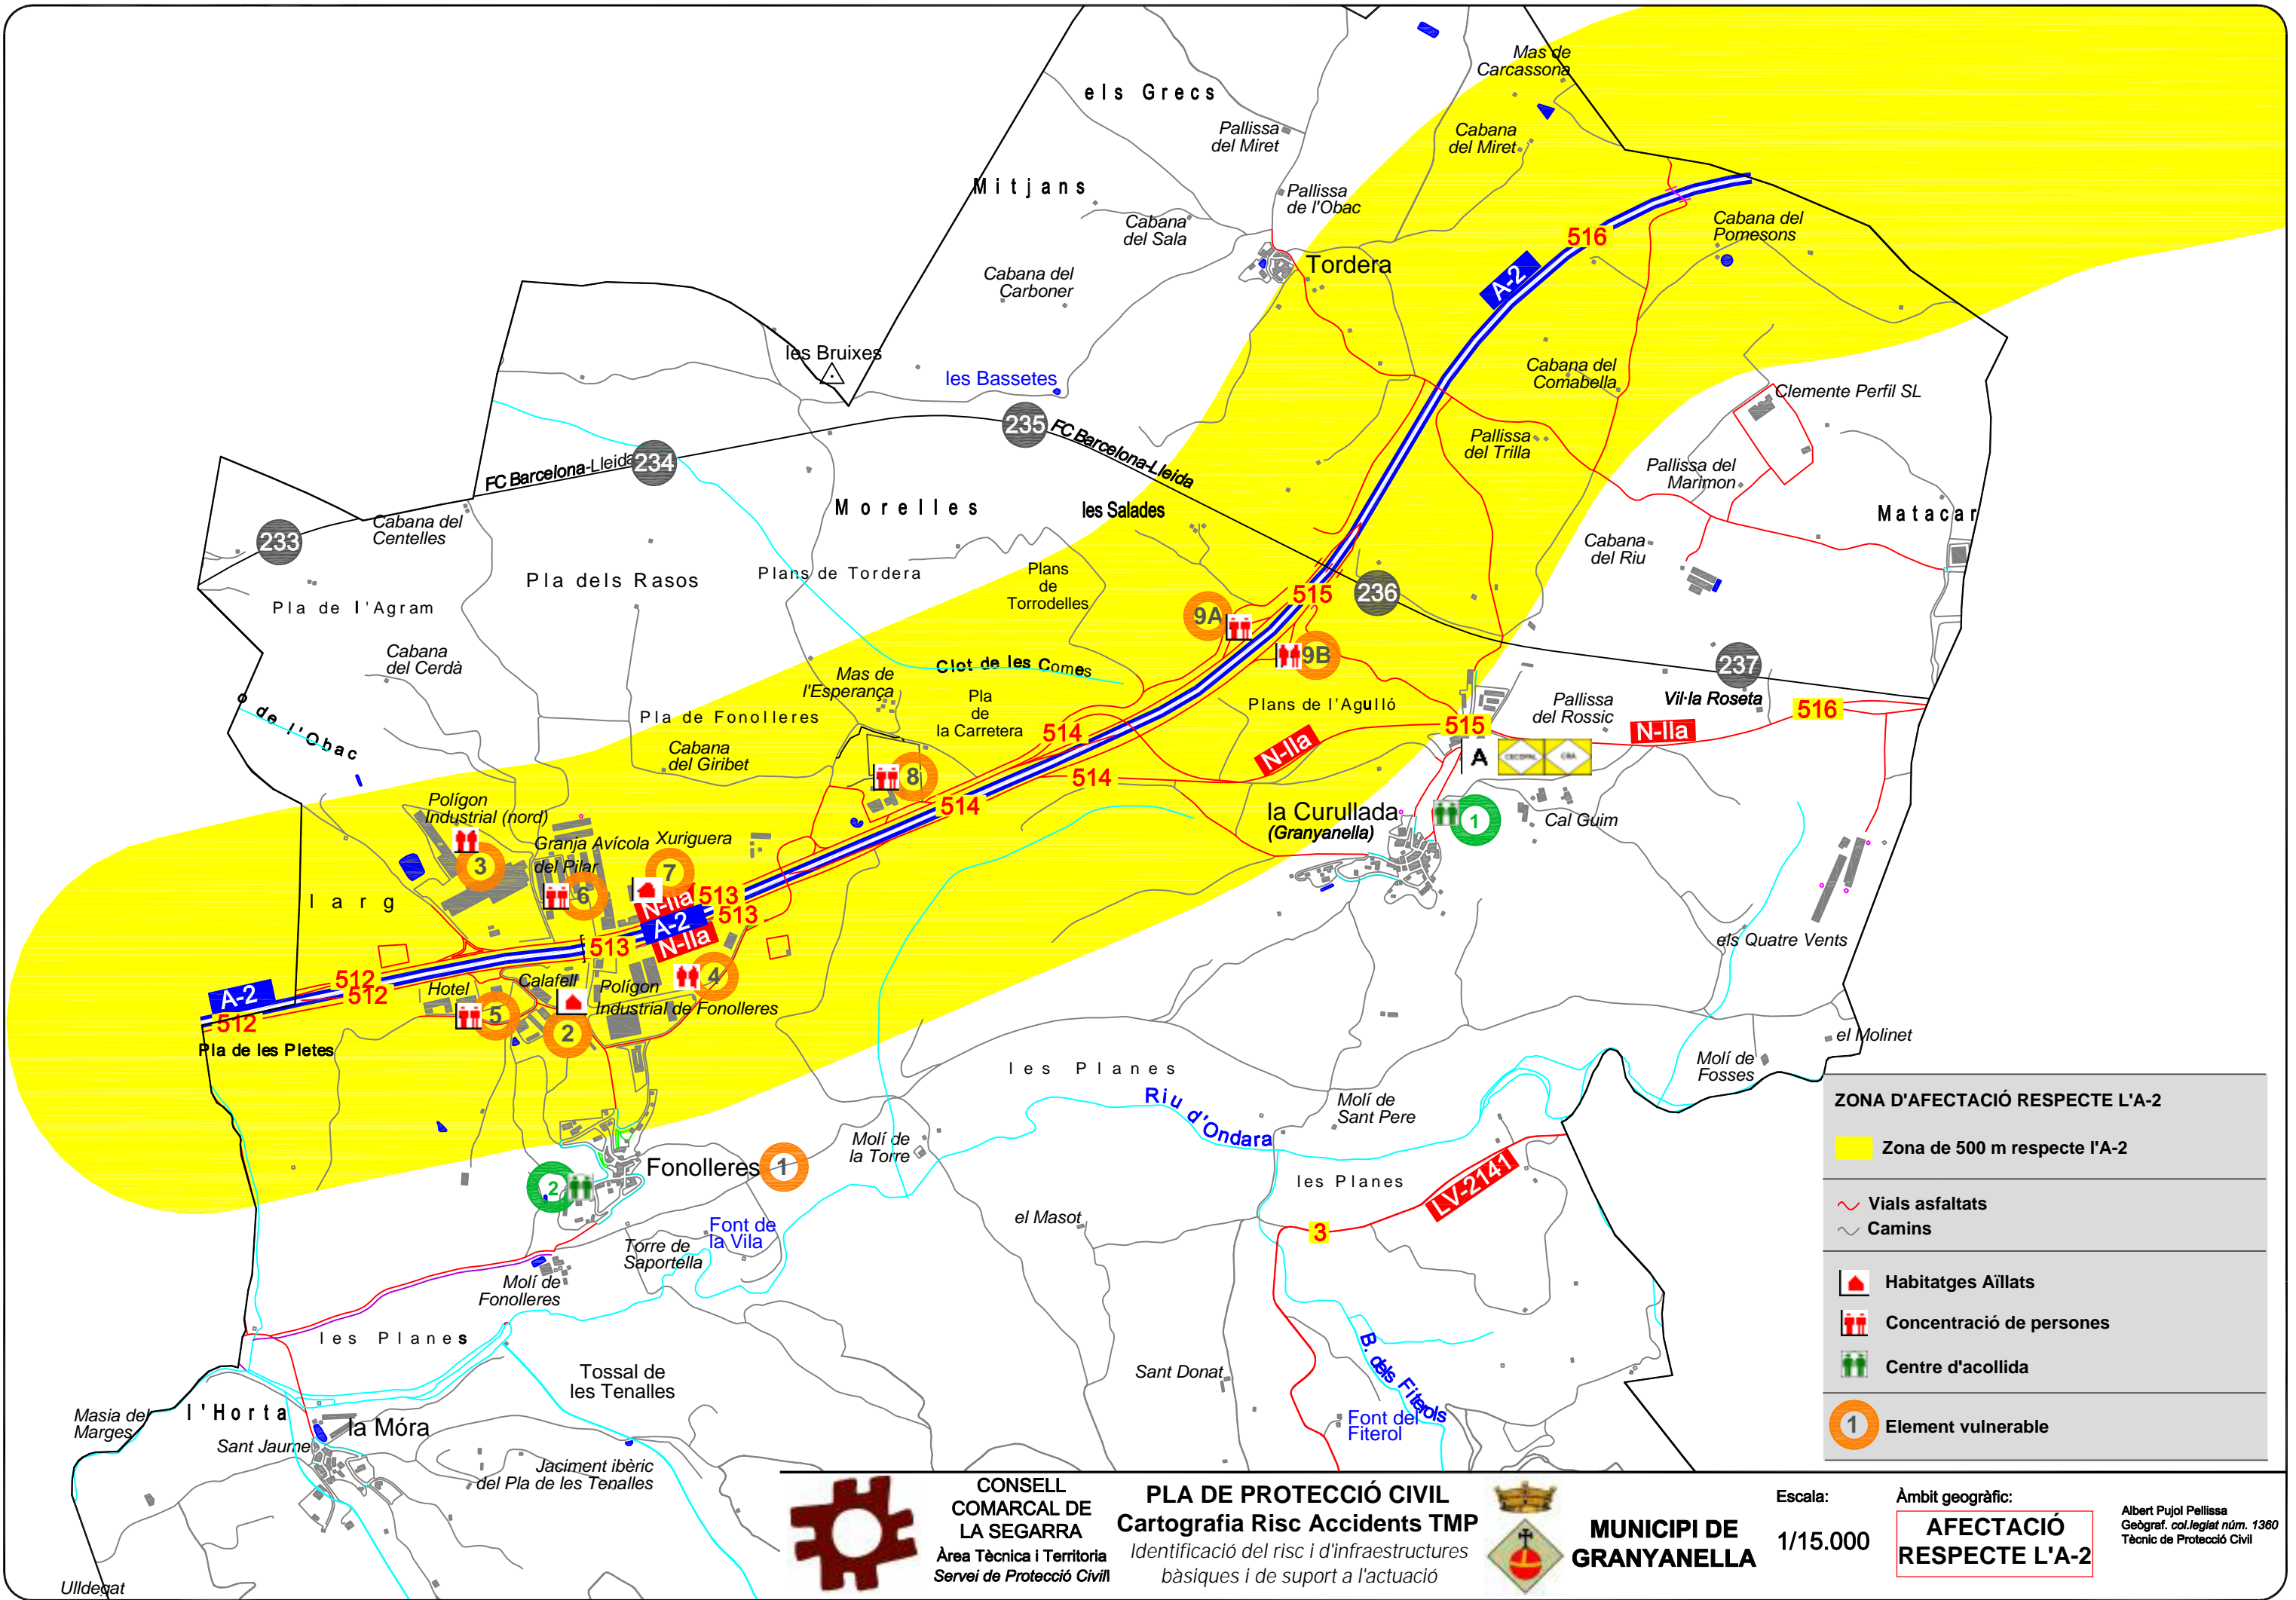 Mas de
Carcassona
els Grecs
Pallissa
del Miret
Cabana
del Miret
Mitjans
Pallissa
de l'Obac
Cabana
del Sala
Cabana del
Pomesons
516
Tordera
A-2
Cabana del
Carboner
les Bruixes
les Bassetes
Cabana del
Comabella
Clemente Perfil SL
235
FC Barcelona-Lleida
234
FC Barcelona-Lleida
Pallissa
del Trilla
Pallissa del
Marimon
Morelles
les Salades
Matacar
233
Cabana del
Centelles
Cabana
del Riu
Pla dels Rasos
Plans de Tordera
Plans
de
Torrodelles
515
236
Pla de l'Agram
9A
9B
Cabana
del Cerdà
Clot de les Comes
237
Mas de
l'Esperança
Pla
de
la Carretera
Plans de l'Agulló
Pallissa
del Rossic
Vil·la Roseta
516
o de l'Obac
Pla de Fonolleres
514
N-IIa
515
N-IIa
Cabana
del Giribet
A
CECOPAL
CRA
8
514
514
Polígon
Industrial (nord)
la Curullada
(Granyanella)
1
Cal Guim
Granja Avícola
del Pilar
Xuriguera
3
7
6
larg
N-IIa
513
A-2
513
N-IIa
513
els Quatre Vents
4
512
512
A-2
512
Hotel
Calafell
Polígon
Industrial de Fonolleres
5
2
Pla de les Pletes
el Molinet
Molí de
Fosses
les Planes
Riu d'Ondara
Molí de
Sant Pere
Molí de
la Torre
Fonolleres
1
2
les Planes
LV-2141
el Masot
3
Font de
la Vila
Torre de
Saportella
Molí de
Fonolleres
les Planes
B. dels Fiterols
Tossal de
les Tenalles
Sant Donat
Font del
Fiterol
Masia del
Marges
l'Horta
la Móra
Sant Jaume
Jaciment ibèric
del Pla de les Tenalles
Ulldegat
ZONA D'AFECTACIÓ RESPECTE L'A-2
Zona de 500 m respecte l'A-2
Vials asfaltats
Camins
Habitatges Aïllats
Concentració de persones
Centre d'acollida
1
Element vulnerable
CONSELL
COMARCAL DE
LA SEGARRA
Àrea Tècnica i Territoria
Servei de Protecció Civill
PLA DE PROTECCIÓ CIVIL
Cartografia Risc Accidents TMP
Identificació del risc i d'infraestructures
bàsiques i de suport a l'actuació
MUNICIPI DE
GRANYANELLA
Escala:
1/15.000
Àmbit geogràfic:
AFECTACIÓ
RESPECTE L'A-2
Albert Pujol Pellissa
Geògraf. col.legiat núm. 1360
Tècnic de Protecció Civil